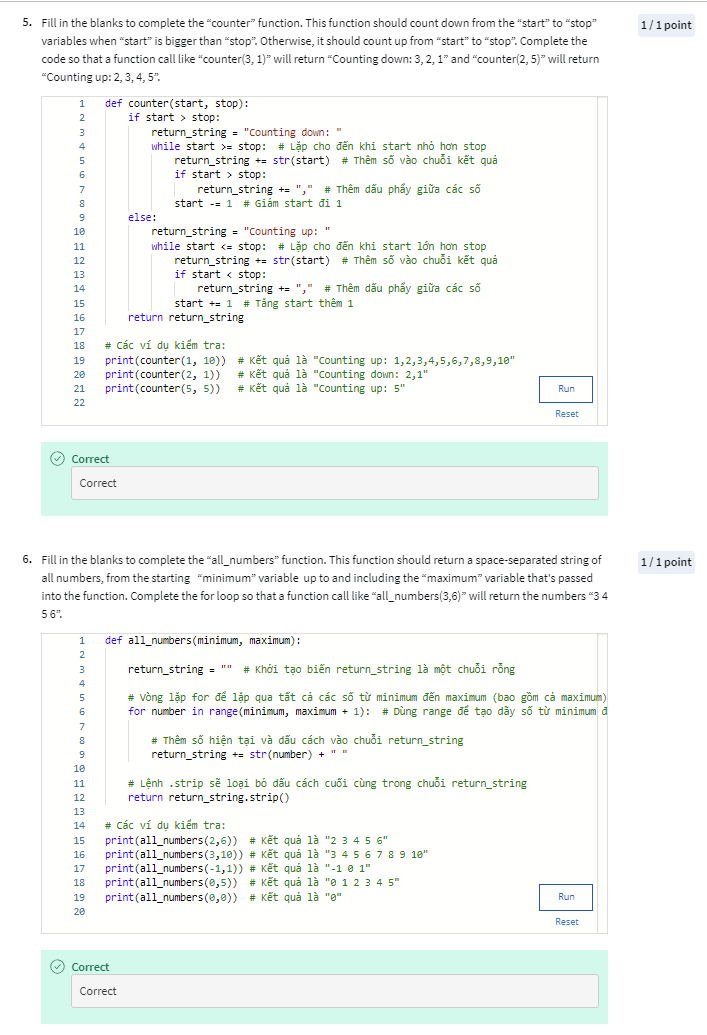 5. Fill in the blanks to complete the “counter” function. This function should count down from the “start” to “stop”
1 / 1 point
variables when “start” is bigger than “stop”. Otherwise, it should count up from “start” to “stop”. Complete the
code so that a function call like “counter(3, 1)” will return “Counting down: 3, 2, 1” and “counter(2, 5)” will return
“Counting up: 2, 3, 4, 5”.
1 def counter(start, stop):
2 if start > stop:
3 return_string = "Counting down: "
4 while start >= stop: # Lặp cho đến khi start nhỏ hơn stop
5 return_string += str(start) # Thêm số vào chuỗi kết quả
6 if start > stop:
7 return_string += "," # Thêm dấu phẩy giữa các số
8 start -= 1 # Giảm start đi 1
9 else:
10 return_string = "Counting up: "
11 while start <= stop: # Lặp cho đến khi start lớn hơn stop
12 return_string += str(start) # Thêm số vào chuỗi kết quả
13 if start < stop:
14 return_string += "," # Thêm dấu phẩy giữa các số
15 start += 1 # Tăng start thêm 1
16 return return_string
17
18 # Các ví dụ kiểm tra:
19 print(counter(1, 10)) # Kết quả là "Counting up: 1,2,3,4,5,6,7,8,9,10"
20 print(counter(2, 1)) # Kết quả là "Counting down: 2,1"
21 print(counter(5, 5)) # Kết quả là "Counting up: 5"
Run
22
Reset
Correct
Correct
6. Fill in the blanks to complete the “all_numbers” function. This function should return a space-separated string of
1 / 1 point
all numbers, from the starting “minimum” variable up to and including the “maximum” variable that's passed
into the function. Complete the for loop so that a function call like “all_numbers(3,6)” will return the numbers “3 4
5 6”.
1 def all_numbers(minimum, maximum):
2
3 return_string = "" # Khởi tạo biến return_string là một chuỗi rỗng
4
5 # Vòng lặp for để lặp qua tất cả các số từ minimum đến maximum (bao gồm cả maximum)
6 for number in range(minimum, maximum + 1): # Dùng range để tạo dãy số từ minimum đ
7
8 # Thêm số hiện tại và dấu cách vào chuỗi return_string
9 return_string += str(number) + " "
10
11 # Lệnh .strip sẽ loại bỏ dấu cách cuối cùng trong chuỗi return_string
12 return return_string.strip()
13
14 # Các ví dụ kiểm tra:
15 print(all_numbers(2,6)) # Kết quả là "2 3 4 5 6"
16 print(all_numbers(3,10)) # Kết quả là "3 4 5 6 7 8 9 10"
17 print(all_numbers(-1,1)) # Kết quả là "-1 0 1"
18 print(all_numbers(0,5)) # Kết quả là "0 1 2 3 4 5"
19 print(all_numbers(0,0)) # Kết quả là "0"
Run
20
Reset
Correct
Correct